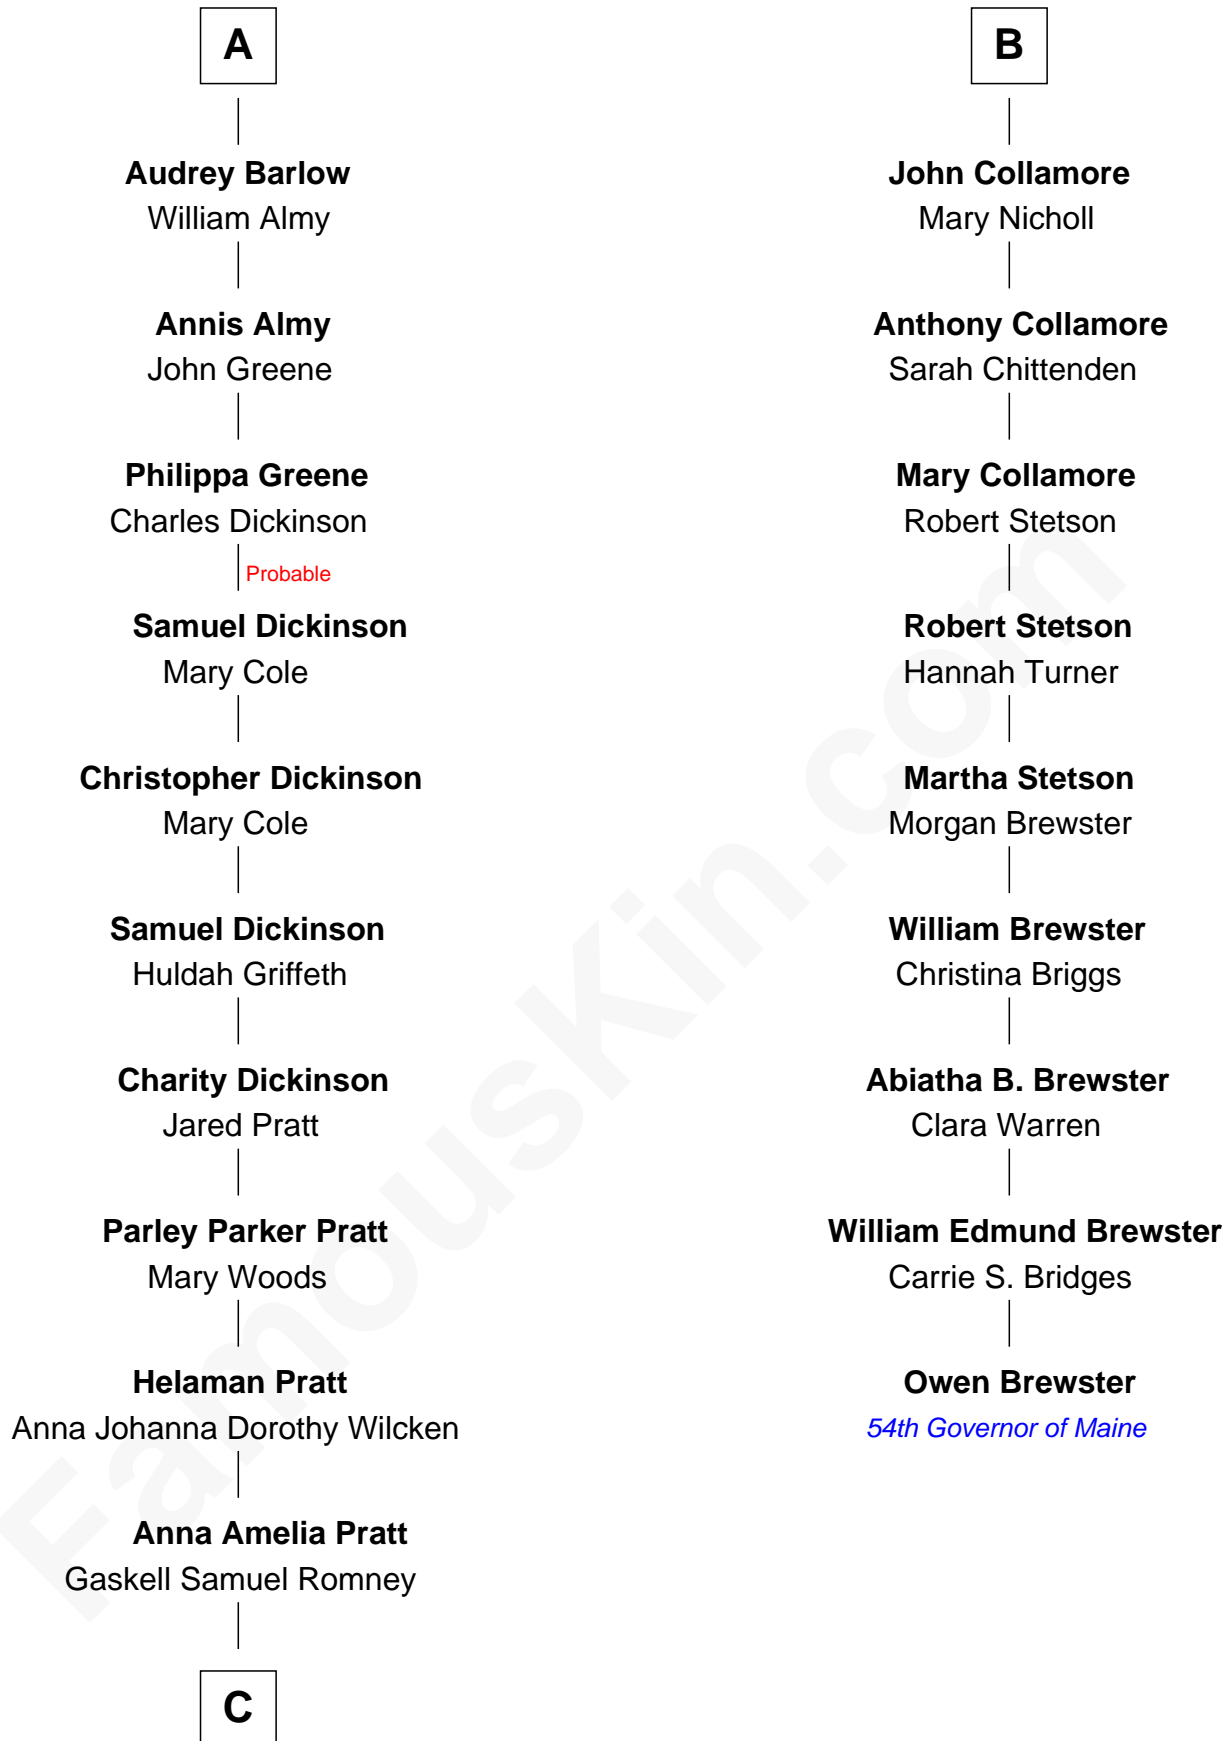 A
Audrey Barlow
William Almy
Annis Almy
John Greene
Philippa Greene
Charles Dickinson
Probable
Samuel Dickinson
Mary Cole
Christopher Dickinson
Mary Cole
Samuel Dickinson
Huldah Griffeth
Charity Dickinson
Jared Pratt
Parley Parker Pratt
Mary Woods
Helaman Pratt
Anna Johanna Dorothy Wilcken
Anna Amelia Pratt
Gaskell Samuel Romney
C
B
John Collamore
Mary Nicholl
Anthony Collamore
Sarah Chittenden
Mary Collamore
Robert Stetson
Robert Stetson
Hannah Turner
Martha Stetson
Morgan Brewster
William Brewster
Christina Briggs
Abiatha B. Brewster
Clara Warren
William Edmund Brewster
Carrie S. Bridges
Owen Brewster
54th Governor of Maine
FamousKin.com